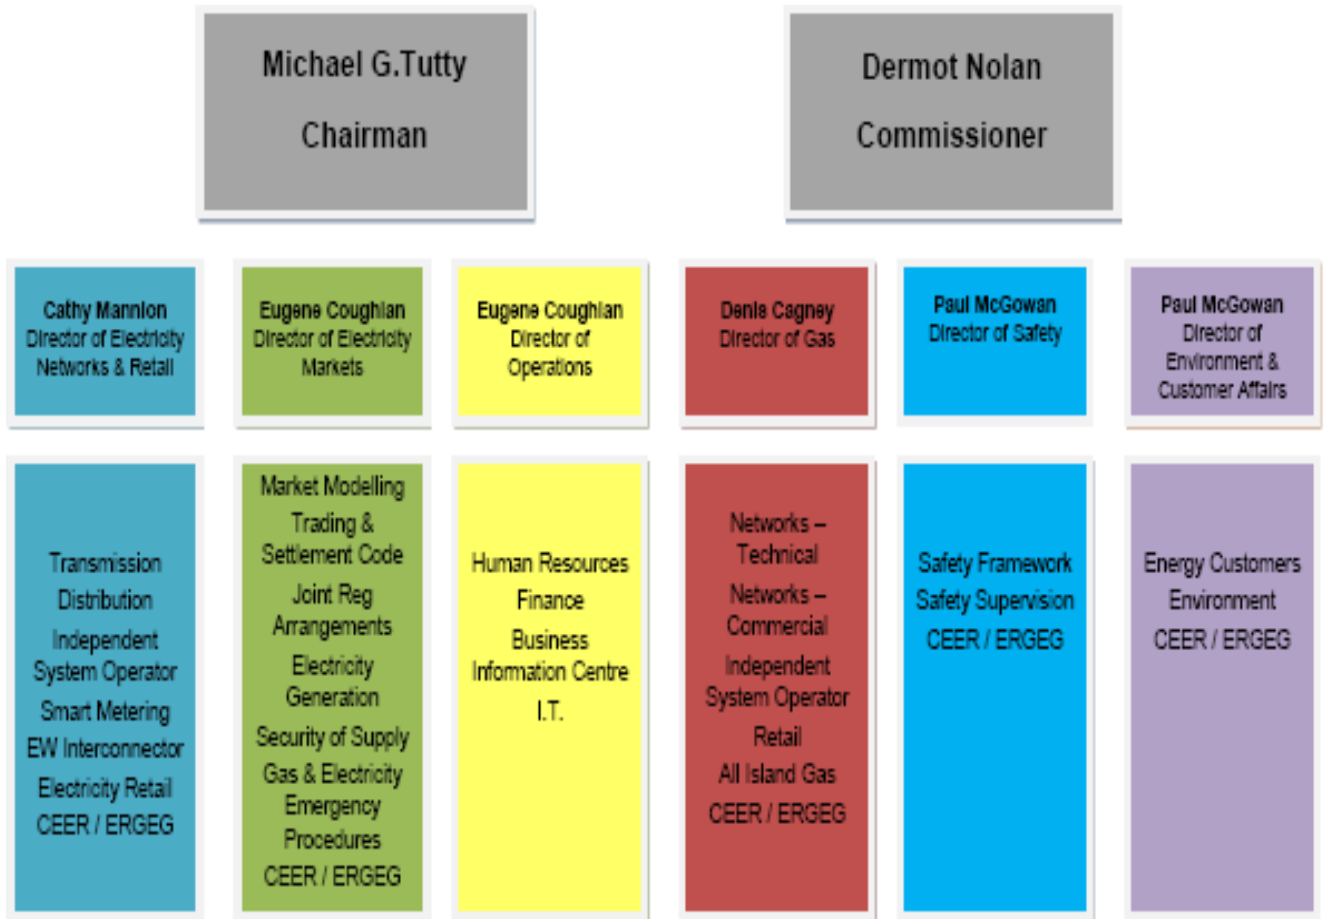 Michael G.Tutty
Chairman
Dermot Nolan
Commissioner
Cathy Mannion
Director of Electricity
Networks & Retail
Eugene Coughlan
Director of Electricity
Markets
Eugene Coughlan
Director of
Operations
Denis Cagney
Director of Gas
Paul McGowan
Director of Safety
Paul McGowan
Director of
Environment &
Customer Affairs
Transmission
Distribution
Independent
System Operator
Smart Metering
EW Interconnector
Electricity Retail
CEER / ERGEG
Market Modelling
Trading &
Settlement Code
Joint Reg
Arrangements
Electricity
Generation
Security of Supply
Gas & Electricity
Emergency
Procedures
CEER / ERGEG
Human Resources
Finance
Business
Information Centre
I.T.
Networks –
Technical
Networks –
Commercial
Independent
System Operator
Retail
All Island Gas
CEER / ERGEG
Safety Framework
Safety Supervision
CEER / ERGEG
Energy Customers
Environment
CEER / ERGEG